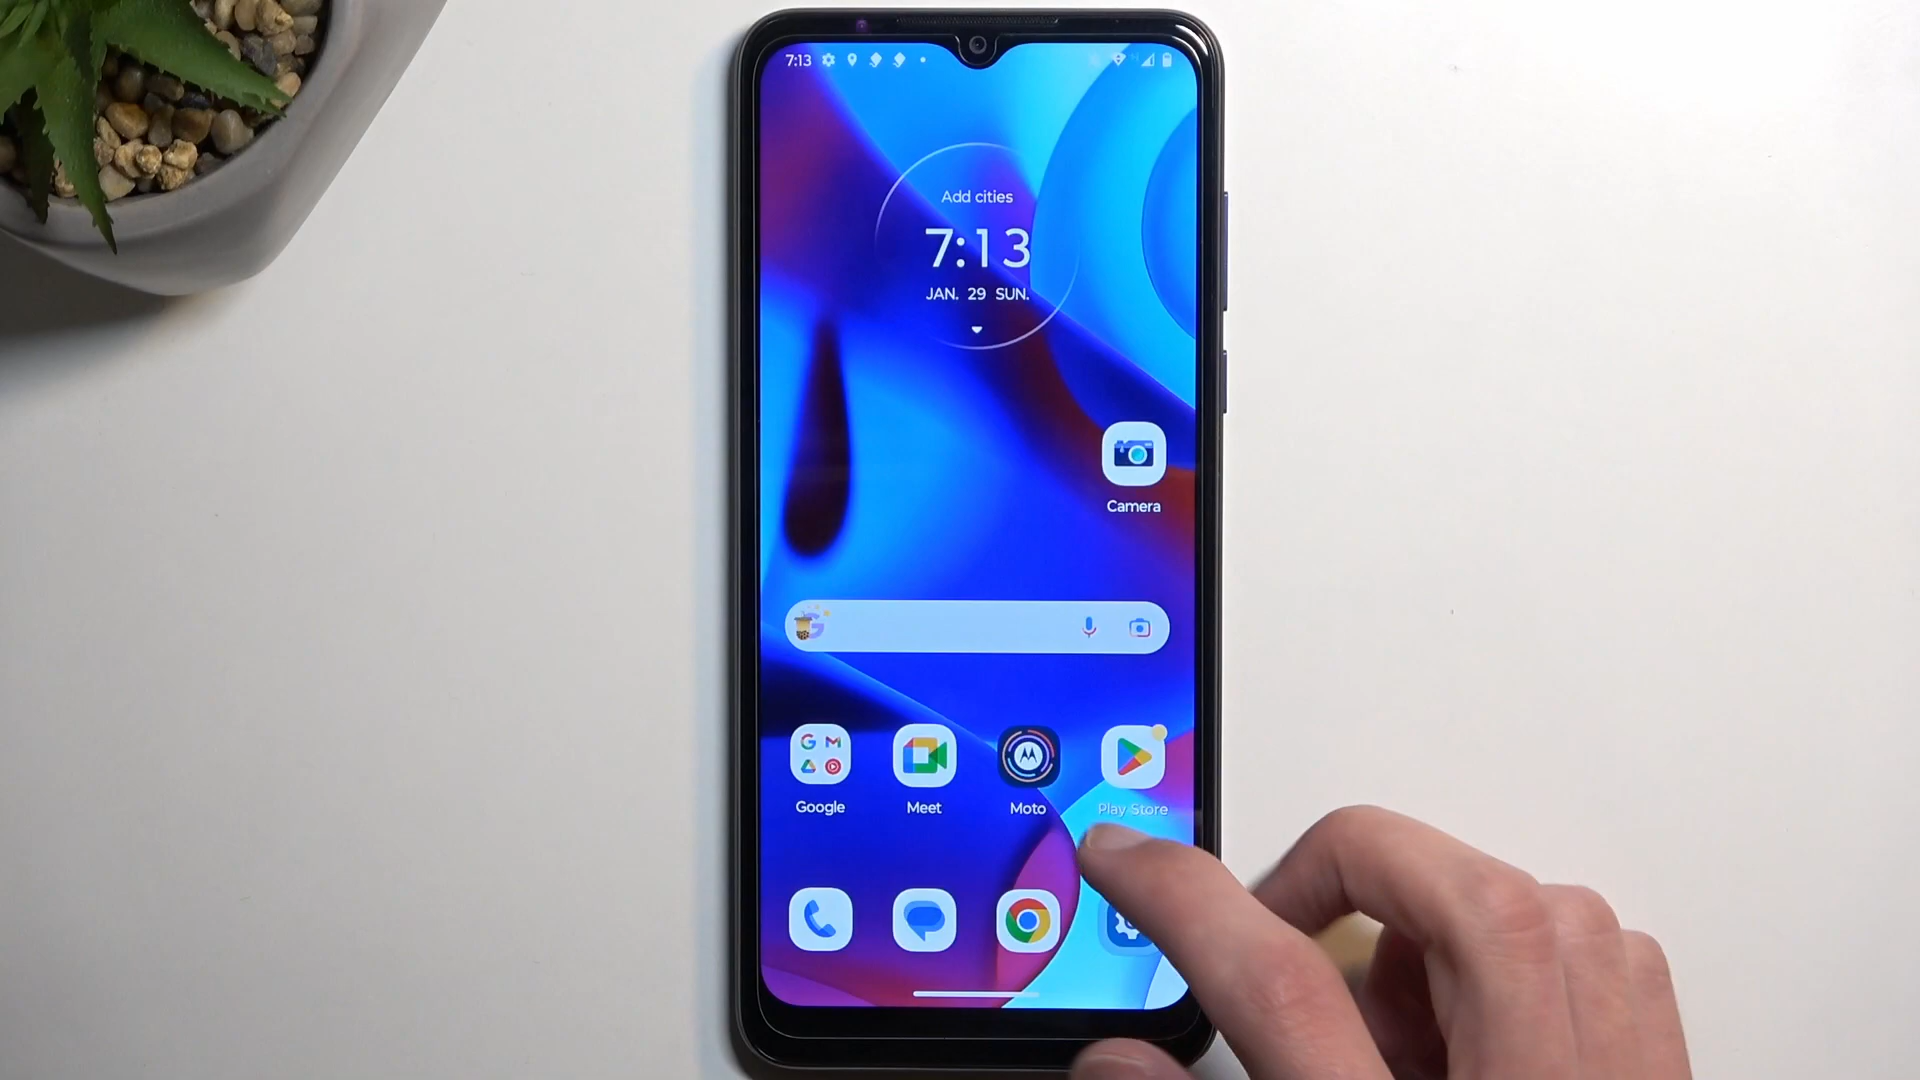 7:13
Add cities
7:13
JAN. 29 SUN.
Camera
Google
Meet
Moto
Play Store